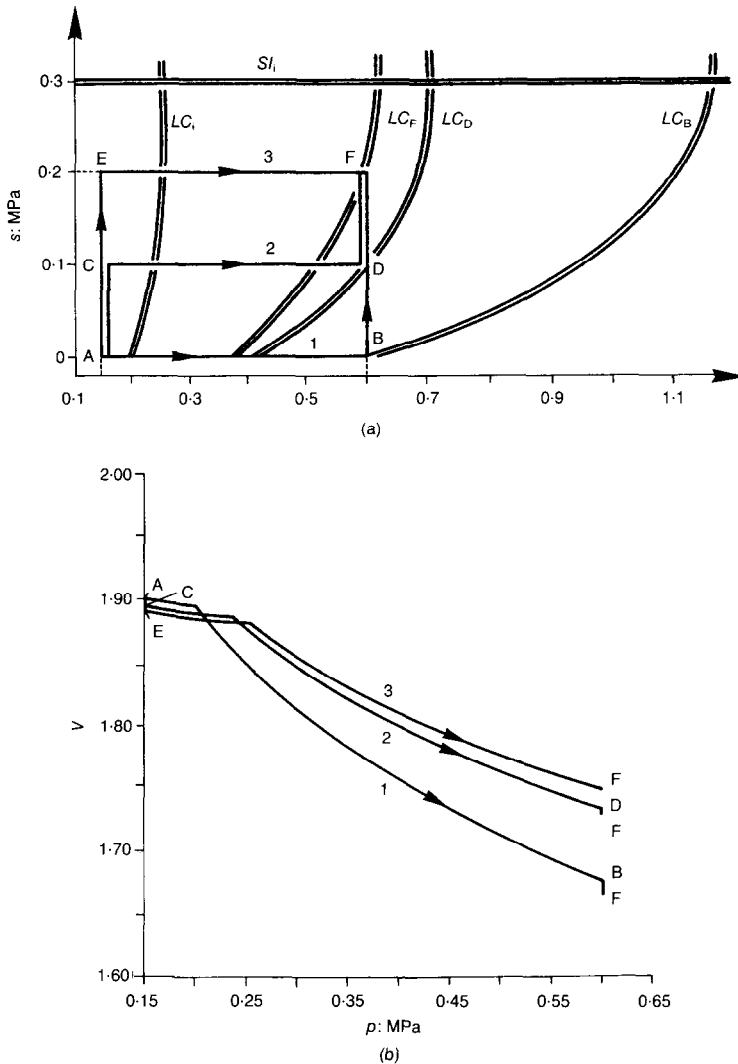 SIᵢ
0·3
LCᵢ
LC_F
LC_D
LC_B
E
3
F
0·2
s: MPa
2
C
0·1
D
1
B
A
0
0·1
0·3
0·5
0·7
0·9
1·1
(a)
2·00
A
C
1·90
E
3
V
1·80
2
F
1
D
F
1·70
B
F
1·60
0·15
0·25
0·35
0·45
0·55
0·65
p: MPa
(b)